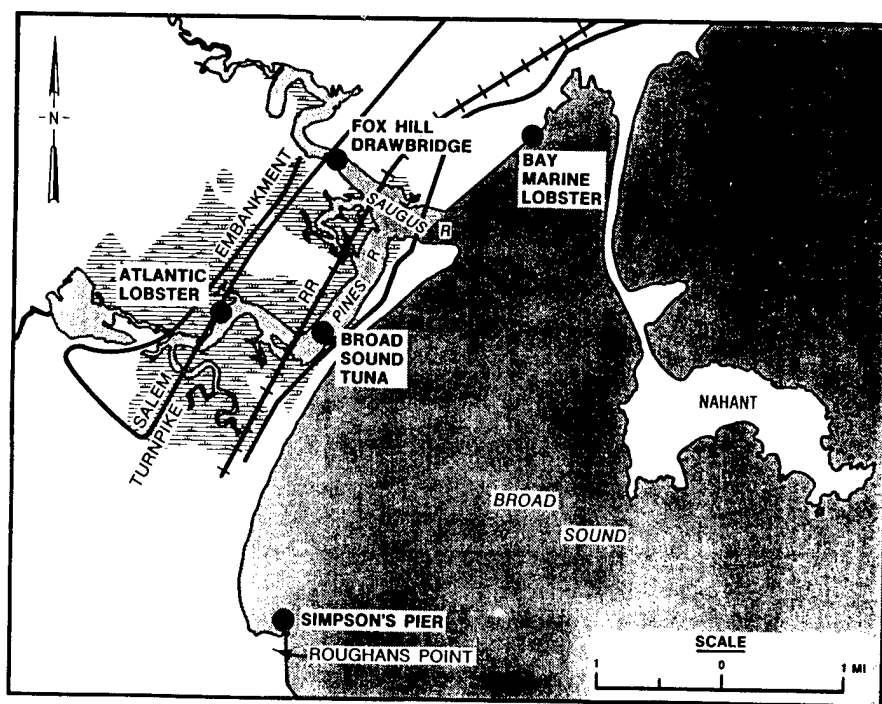 -N-
FOX HILL
DRAWBRIDGE
BAY
MARINE
LOBSTER
EMBANKMENT
SAUGUS R
ATLANTIC
LOBSTER
RR
PINES R
BROAD
SOUND
TUNA
SALEM
TURNPIKE
NAHANT
BROAD
SOUND
SIMPSON'S PIER
ROUGHANS POINT
SCALE
1 0 1 MI